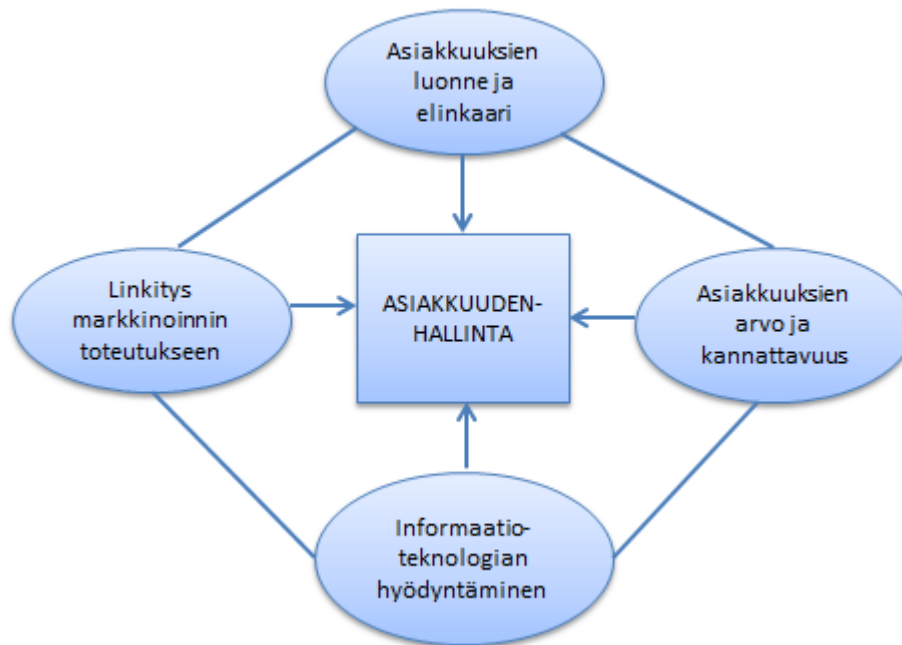 Asiakkuuksien
luonne ja
elinkaari
Linkitys
markkinoinnin
toteutukseen
ASIAKKUUDEN-
HALLINTA
Asiakkuuksien
arvo ja
kannattavuus
Informaatio-
teknologian
hyödyntäminen